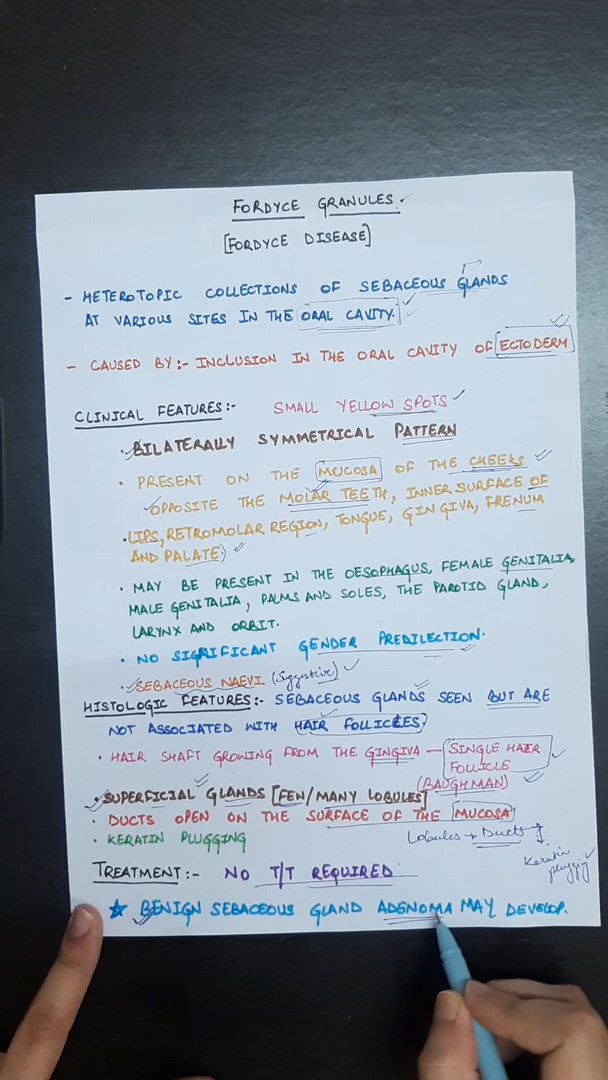 FORDYCE GRANULES.
[FORDYCE DISEASE]
- HETEROTOPIC COLLECTIONS OF SEBACEOUS GLANDS
AT VARIOUS SITES IN THE ORAL CAVITY.
- CAUSED BY:- INCLUSION IN THE ORAL CAVITY OF ECTODERM
CLINICAL FEATURES:- SMALL YELLOW SPOTS
• BILATERALLY SYMMETRICAL PATTERN
• PRESENT ON THE MUCOSA OF THE CHEEKS
OPPOSITE THE MOLAR TEETH, INNER SURFACE OF
• LIPS, RETROMOLAR REGION, TONGUE, GINGIVA, FRENUM
AND PALATE)
• MAY BE PRESENT IN THE OESOPHAGUS, FEMALE GENITALIA,
MALE GENITALIA, PALMS AND SOLES, THE PAROTID GLAND,
LARYNX AND ORBIT.
• NO SIGNIFICANT GENDER PREDILECTION.
• SEBACEOUS NAEVI (Suggestive)
HISTOLOGIC FEATURES:- SEBACEOUS GLANDS SEEN BUT ARE
NOT ASSOCIATED WITH HAIR FOLLICLES
• HAIR SHAFT GROWING FROM THE GINGIVA — SINGLE HAIR
FOLLICLE
(BAUGHMAN)
• SUPERFICIAL GLANDS [FEN/MANY LOBULES]
• DUCTS OPEN ON THE SURFACE OF THE MUCOSA
• KERATIN PLUGGING
Lobules → Ducts
Keratin
pluggig
TREATMENT:- NO T/T REQUIRED
★ BENIGN SEBACEOUS GLAND ADENOMA MAY DEVELOP.